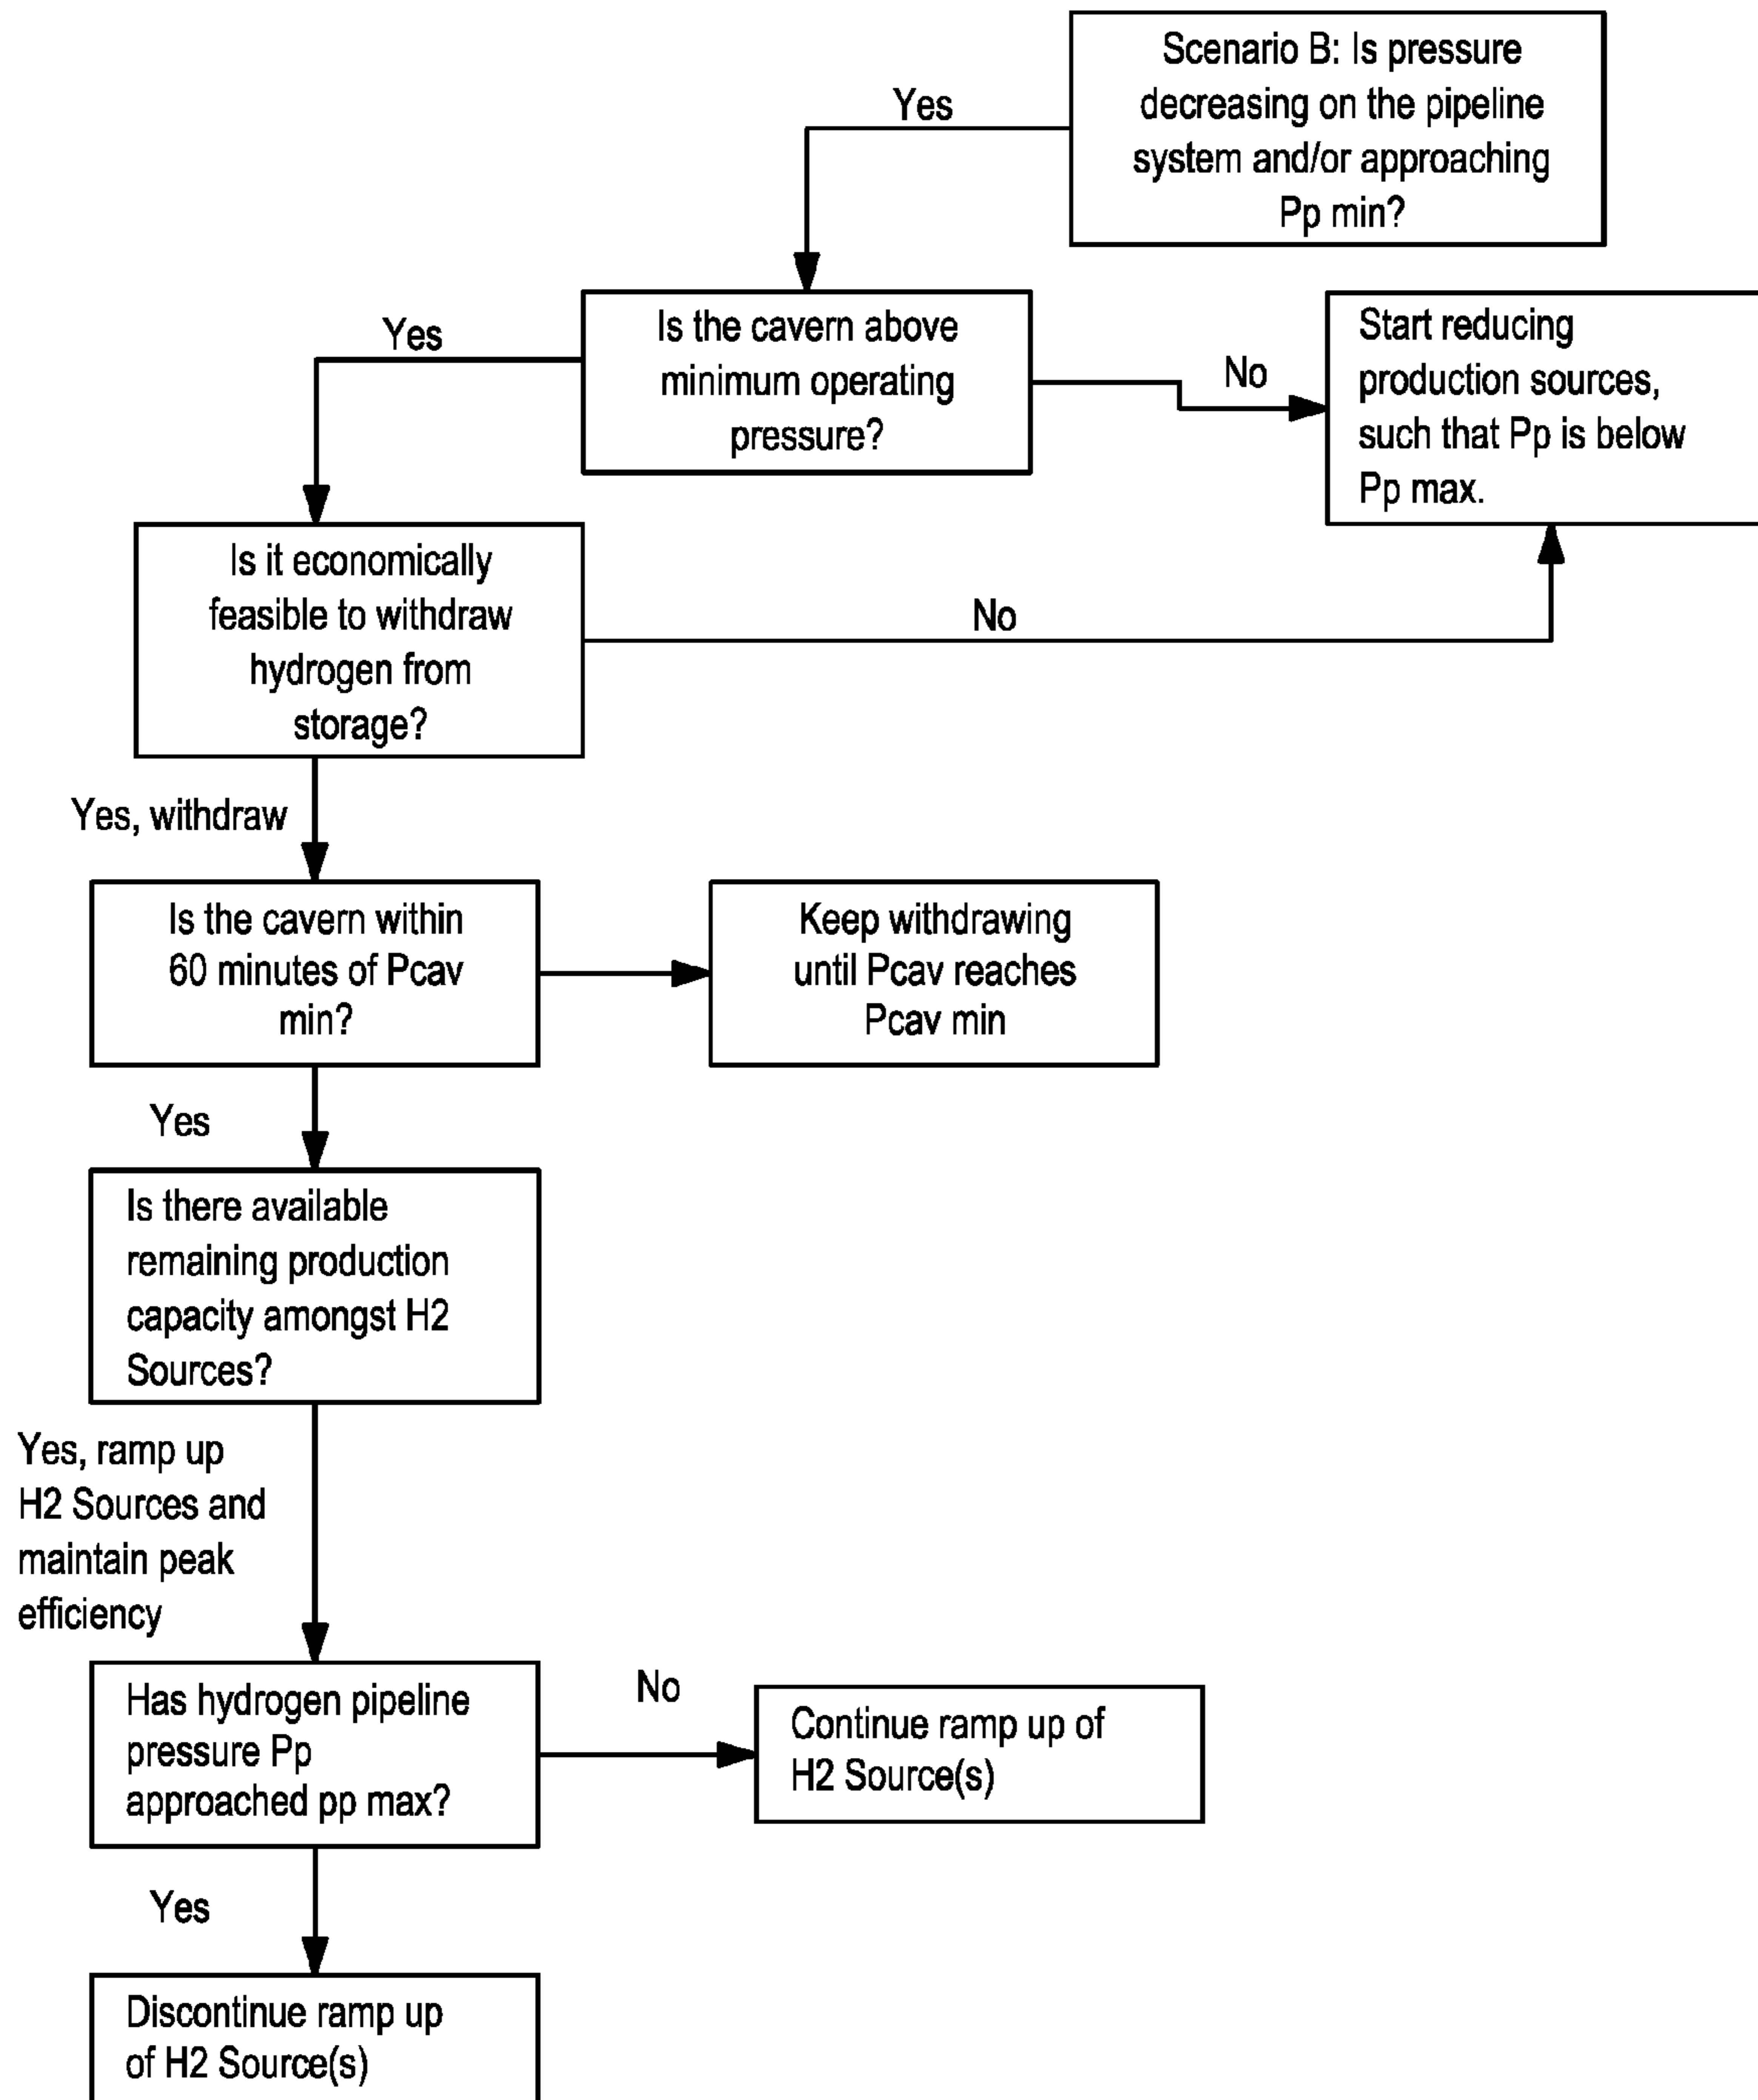 Scenario B: Is pressure
decreasing on the pipeline
system and/or approaching
Pp min?
Yes
Is the cavern above
minimum operating
pressure?
Yes
No
Start reducing
production sources,
such that Pp is below
Pp max.
Is it economically
feasible to withdraw
hydrogen from
storage?
No
Yes, withdraw
Is the cavern within
60 minutes of Pcav
min?
Keep withdrawing
until Pcav reaches
Pcav min
Yes
Is there available
remaining production
capacity amongst H2
Sources?
Yes, ramp up
H2 Sources and
maintain peak
efficiency
Has hydrogen pipeline
pressure Pp
approached pp max?
No
Continue ramp up of
H2 Source(s)
Yes
Discontinue ramp up
of H2 Source(s)